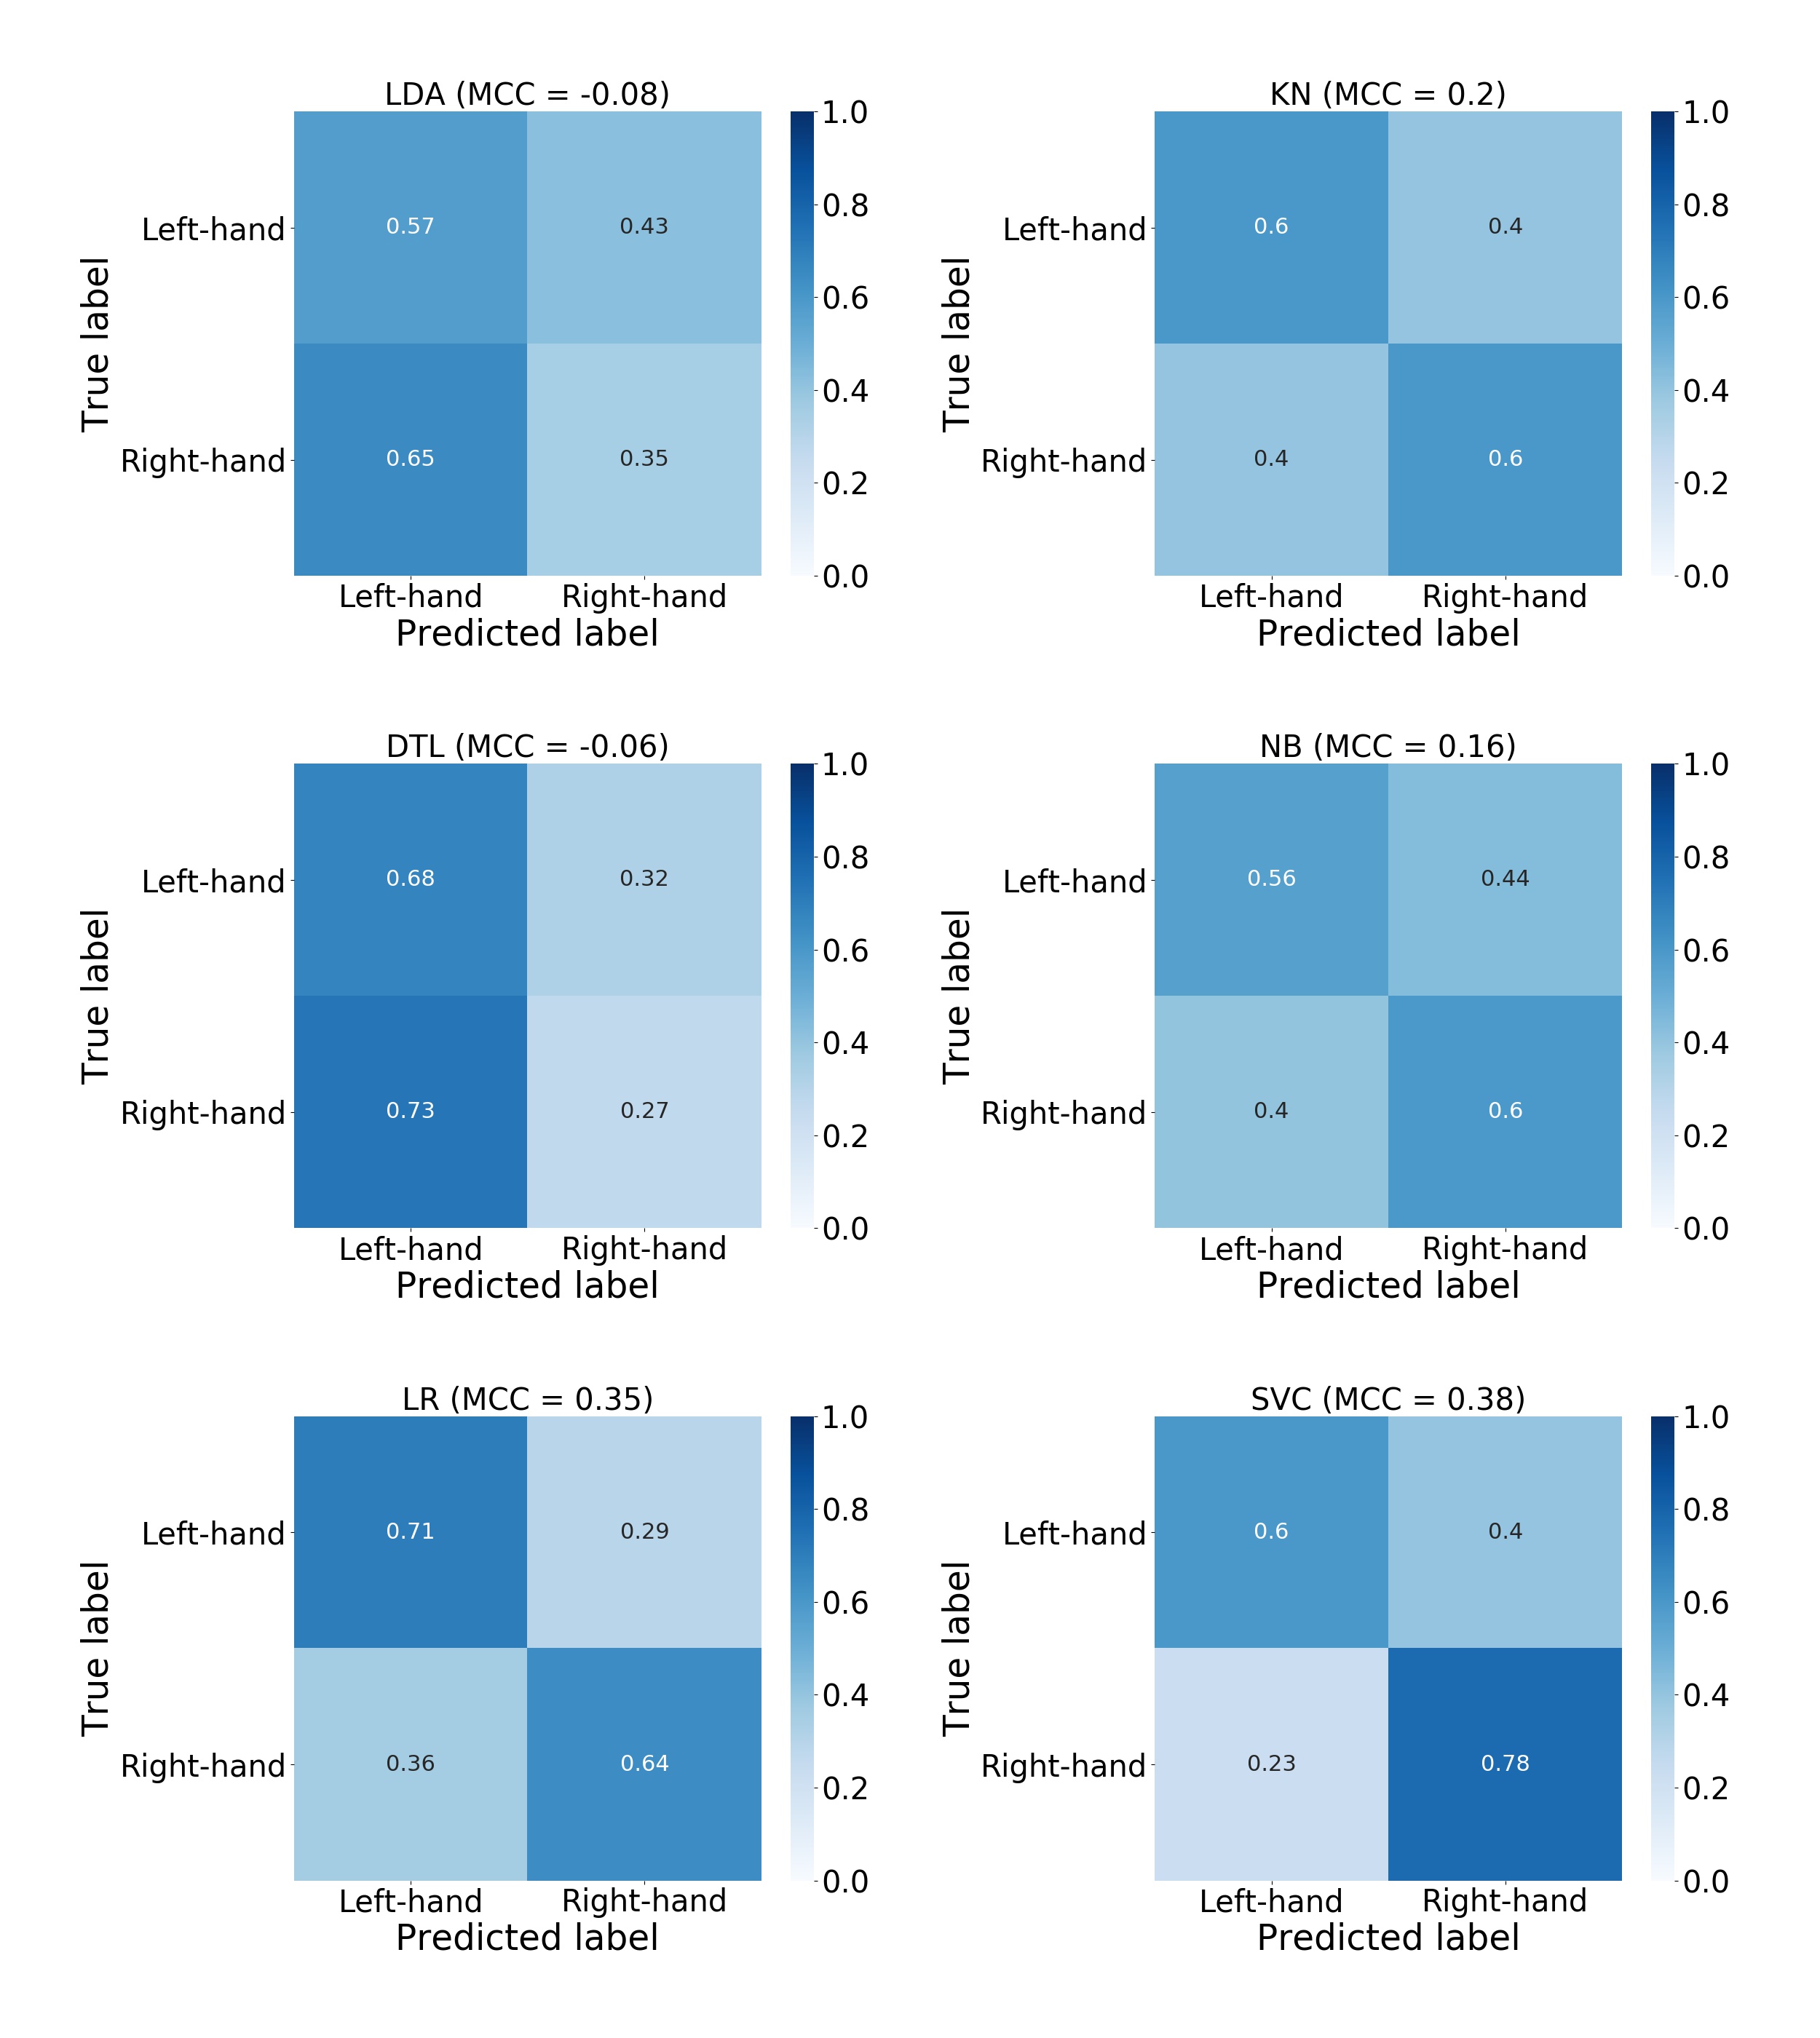 LDA (MCC = -0.08)
True label
Left-hand
Right-hand
0.57 0.43
0.65 0.35
Left-hand Right-hand
Predicted label
1.0
0.8
0.6
0.4
0.2
0.0
KN (MCC = 0.2)
True label
Left-hand
Right-hand
0.6 0.4
0.4 0.6
Left-hand Right-hand
Predicted label
1.0
0.8
0.6
0.4
0.2
0.0
DTL (MCC = -0.06)
True label
Left-hand
Right-hand
0.68 0.32
0.73 0.27
Left-hand Right-hand
Predicted label
1.0
0.8
0.6
0.4
0.2
0.0
NB (MCC = 0.16)
True label
Left-hand
Right-hand
0.56 0.44
0.4 0.6
Left-hand Right-hand
Predicted label
1.0
0.8
0.6
0.4
0.2
0.0
LR (MCC = 0.35)
True label
Left-hand
Right-hand
0.71 0.29
0.36 0.64
Left-hand Right-hand
Predicted label
1.0
0.8
0.6
0.4
0.2
0.0
SVC (MCC = 0.38)
True label
Left-hand
Right-hand
0.6 0.4
0.23 0.78
Left-hand Right-hand
Predicted label
1.0
0.8
0.6
0.4
0.2
0.0